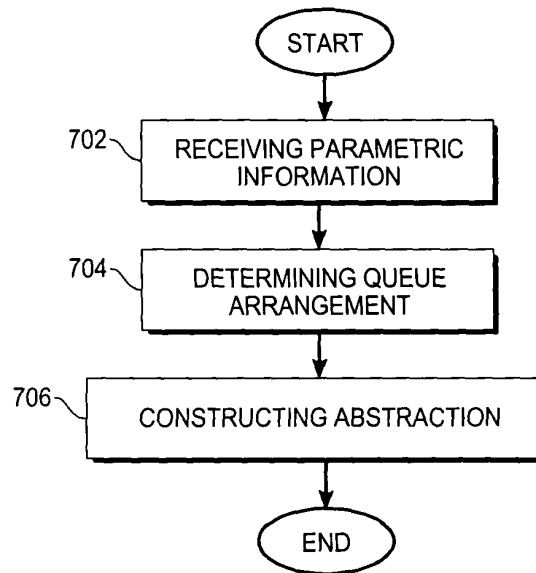 START
702
RECEIVING PARAMETRIC
INFORMATION
704
DETERMINING QUEUE
ARRANGEMENT
706
CONSTRUCTING ABSTRACTION
END